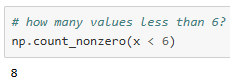 # how many values less than 6?
np.count_nonzero(x < 6)
8